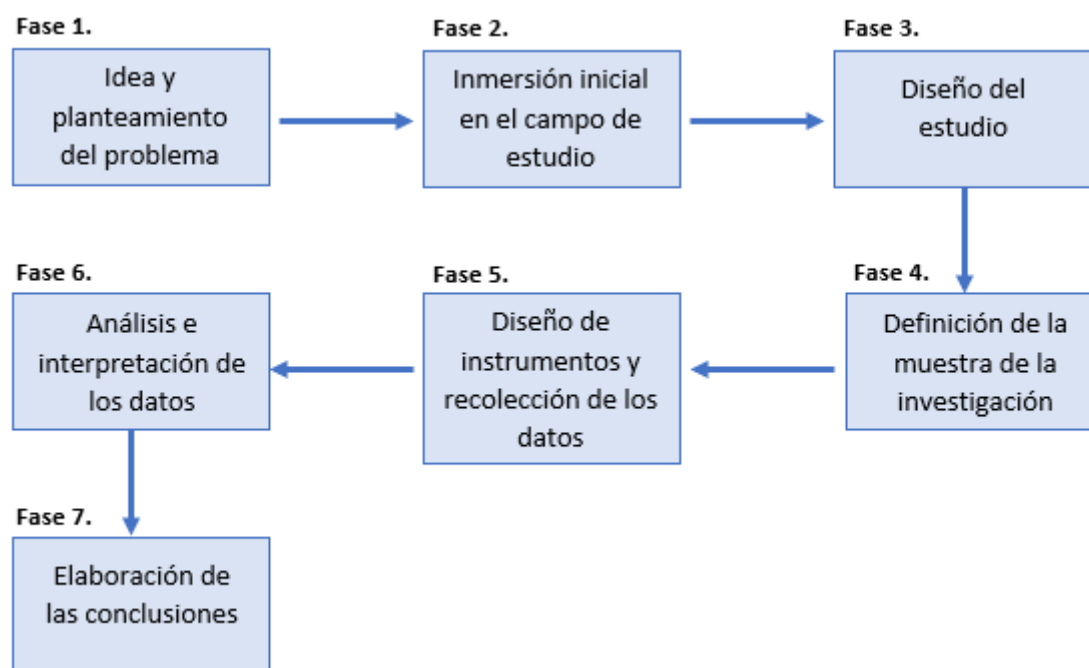 Fase 1.
Idea y
planteamiento
del problema
Fase 2.
Inmersión inicial
en el campo de
estudio
Fase 3.
Diseño del
estudio
Fase 4.
Definición de la
muestra de la
investigación
Fase 5.
Diseño de
instrumentos y
recolección de los
datos
Fase 6.
Análisis e
interpretación de
los datos
Fase 7.
Elaboración de
las conclusiones